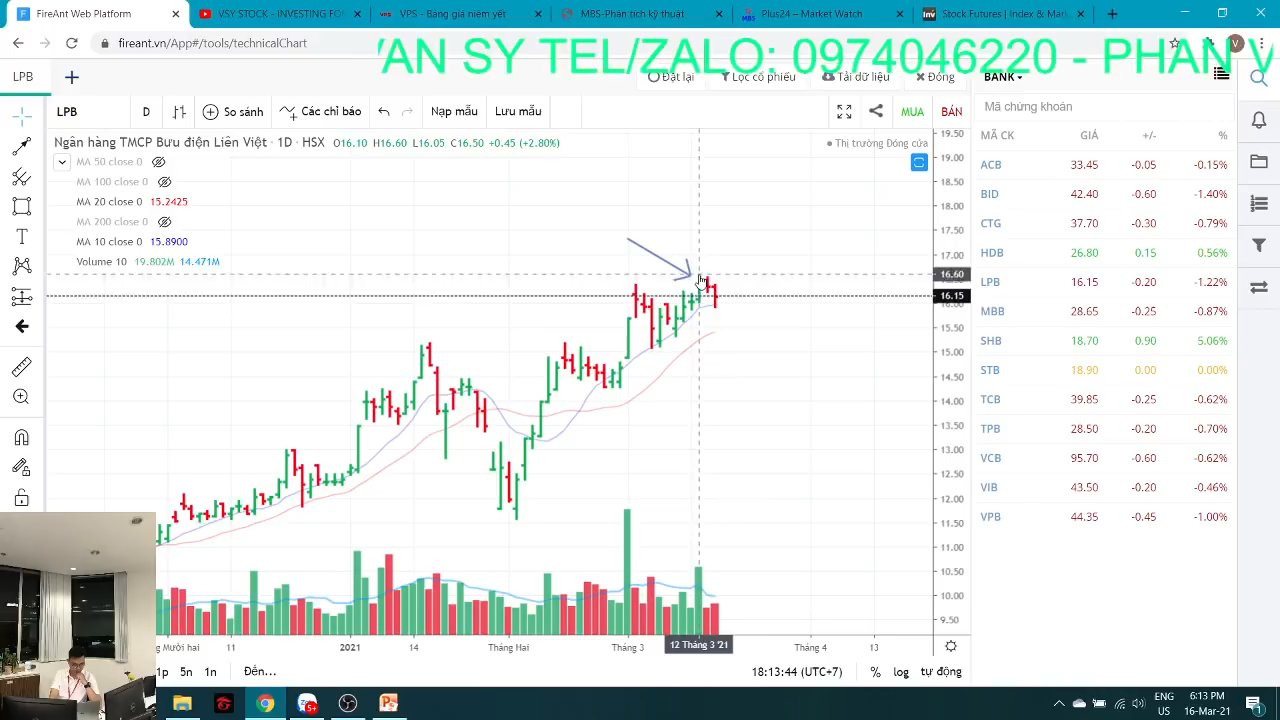 FireAnt - Nền tảng Web cho
VSY STOCK - INVESTMENT FO
VPS - Bảng giá niêm yết
MBS-Phân tích kỹ thuật
Plus24 – Market Watch
Stock Futures | Index & Mar
fireant.vn/App#/tools/technicalChart
'AN SY TEL/ZALO: 0974046220 - PHAN V
LPB
Đặt lại
Lọc cổ phiếu
Tải dữ liệu
Đóng
BANK
LPB
D
So sánh
Các chỉ báo
Nạp mẫu
Lưu mẫu
MUA
BÁN
Mã chứng khoán
Ngân hàng TMCP Bưu điện Liên Việt · 1D · HSX O16.10 H16.60 L16.05 C16.50 +0.45 (+2.80%)
Thị trường Đóng cửa
MA 50 close 0
MA 100 close 0
MA 20 close 0 15.2425
MA 200 close 0
MA 10 close 0 15.8900
Volume 10 19.802M 14.471M
19.50
19.00
18.50
18.00
17.50
17.00
16.60
16.15
15.50
15.00
14.50
14.00
13.50
13.00
12.50
12.00
11.50
11.00
10.50
10.00
9.50
MÃ CK GIÁ +/- %
ACB 33.45 -0.05 -0.15%
BID 42.40 -0.60 -1.40%
CTG 37.70 -0.30 -0.79%
HDB 26.80 0.15 0.56%
LPB 16.15 -0.20 -1.22%
MBB 28.65 -0.25 -0.87%
SHB 18.70 0.90 5.06%
STB 18.90 0.00 0.00%
TCB 39.85 -0.25 -0.62%
TPB 28.50 -0.20 -0.70%
VCB 95.70 -0.60 -0.62%
VIB 43.50 -0.20 -0.46%
VPB 44.35 -0.45 -1.00%
g Mười hai 11 2021 14 Tháng Hai Tháng 3 12 Tháng 3 '21 Tháng 4 13
1p 5n 1n Đến...
18:13:44 (UTC+7) % log tự động
ENG
US
6:13 PM
16-Mar-21